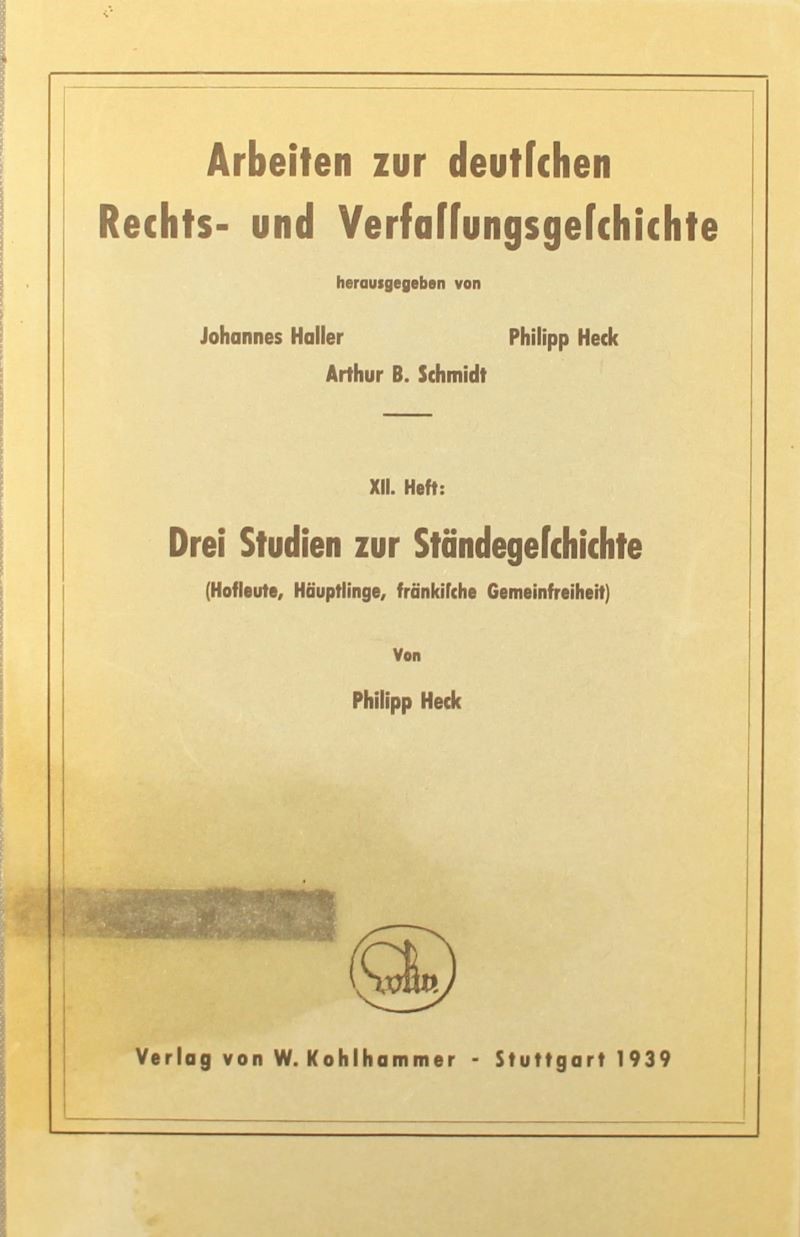 Arbeiten zur deutſchen
Rechts- und Verfaſſungsgeſchichte
herausgegeben von
Johannes Haller Philipp Heck
Arthur B. Schmidt
XII. Heft:
Drei Studien zur Ständegeſchichte
(Hofleute, Häuptlinge, fränkiſche Gemeinfreiheit)
Von
Philipp Heck
Verlag von W. Kohlhammer - Stuttgart 1939